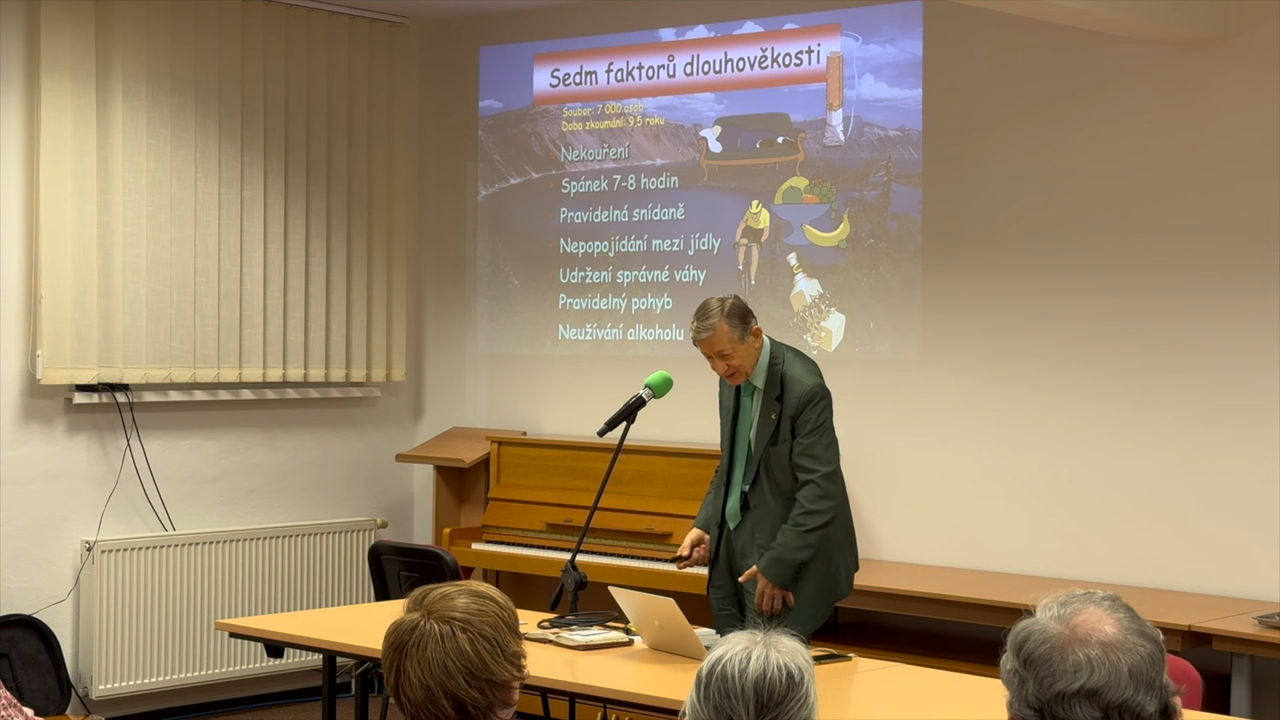 Sedm faktorů dlouhověkosti
Soubor: 7 000 osob
Doba zkoumání: 9,5 roku
Nekouření
Spánek 7-8 hodin
Pravidelná snídaně
Nepopojídání mezi jídly
Udržení správné váhy
Pravidelný pohyb
Neužívání alkoholu